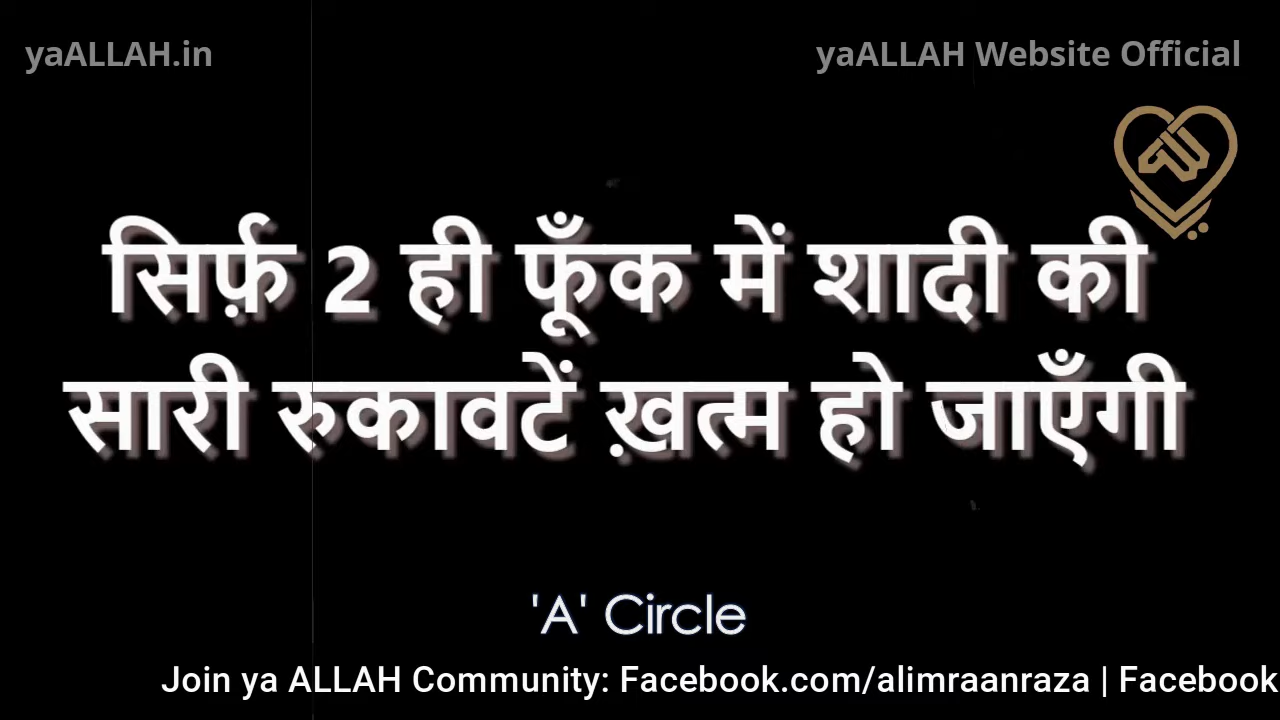 yaALLAH.in
yaALLAH Website Official
सिर्फ़ 2 ही फूँक में शादी की
सारी रुकावटें ख़त्म हो जाएँगी
'A' Circle
Join ya ALLAH Community: Facebook.com/alimraanraza | Facebook